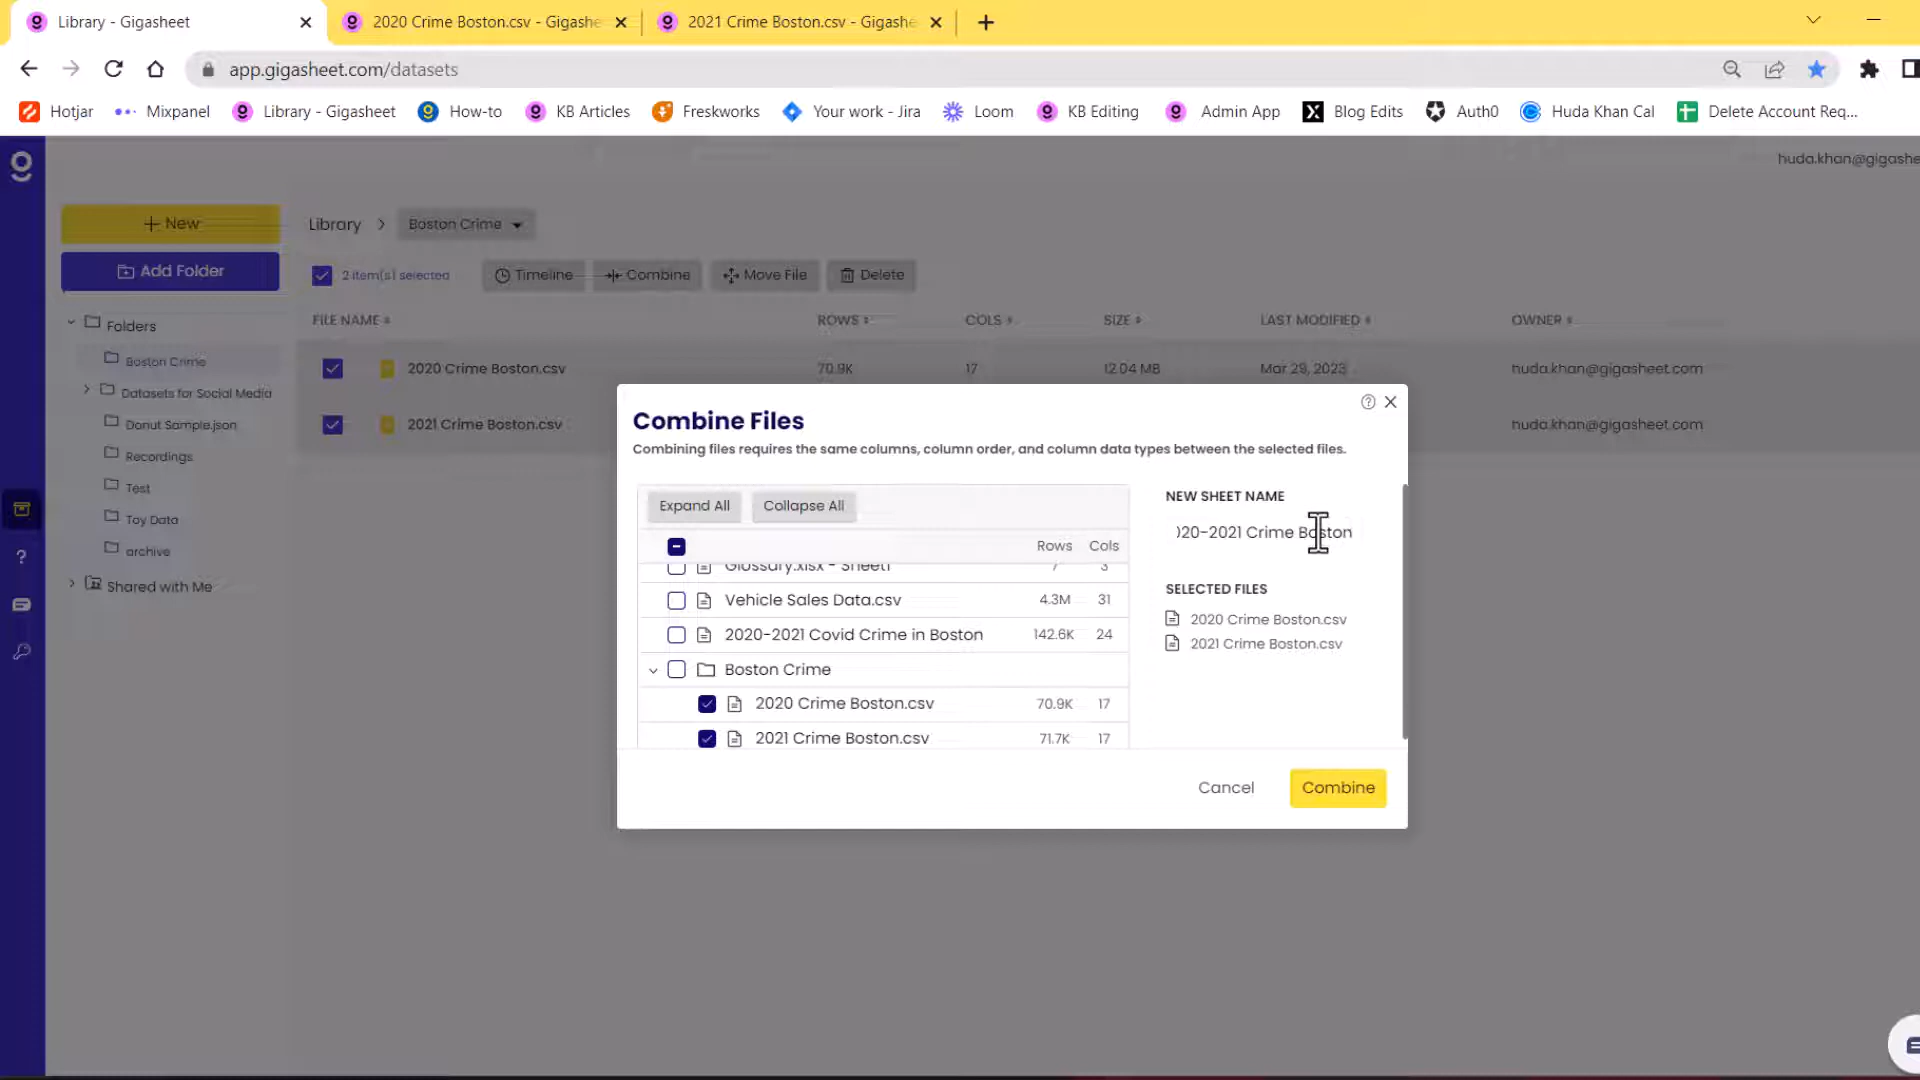 Library - Gigasheet
2020 Crime Boston.csv - Gigashe
2021 Crime Boston.csv - Gigashe
app.gigasheet.com/datasets
Hotjar
Mixpanel
Library - Gigasheet
How-to
KB Articles
Freskworks
Your work - Jira
Loom
KB Editing
Admin App
Blog Edits
Auth0
Huda Khan Cal
Delete Account Req...
huda.khan@gigashe
+ New
Library > Boston Crime
Add Folder
2 item(s) selected
Timeline
Combine
Move File
Delete
FILE NAME ROWS COLS SIZE LAST MODIFIED OWNER
Folders
Boston Crime
Datasets for Social Media
Donut Sample.json
Recordings
Test
Toy Data
archive
Shared with Me
2020 Crime Boston.csv 70.9K 17 12.04 MB Mar 29, 2023 huda.khan@gigasheet.com
2021 Crime Boston.csv huda.khan@gigasheet.com
Combine Files
Combining files requires the same columns, column order, and column data types between the selected files.
Expand All
Collapse All
Rows Cols
Glossary.xlsx - Sheet1 7 3
Vehicle Sales Data.csv 4.3M 31
2020-2021 Covid Crime in Boston 142.6K 24
Boston Crime
2020 Crime Boston.csv 70.9K 17
2021 Crime Boston.csv 71.7K 17
NEW SHEET NAME
020-2021 Crime Boston
SELECTED FILES
2020 Crime Boston.csv
2021 Crime Boston.csv
Cancel
Combine